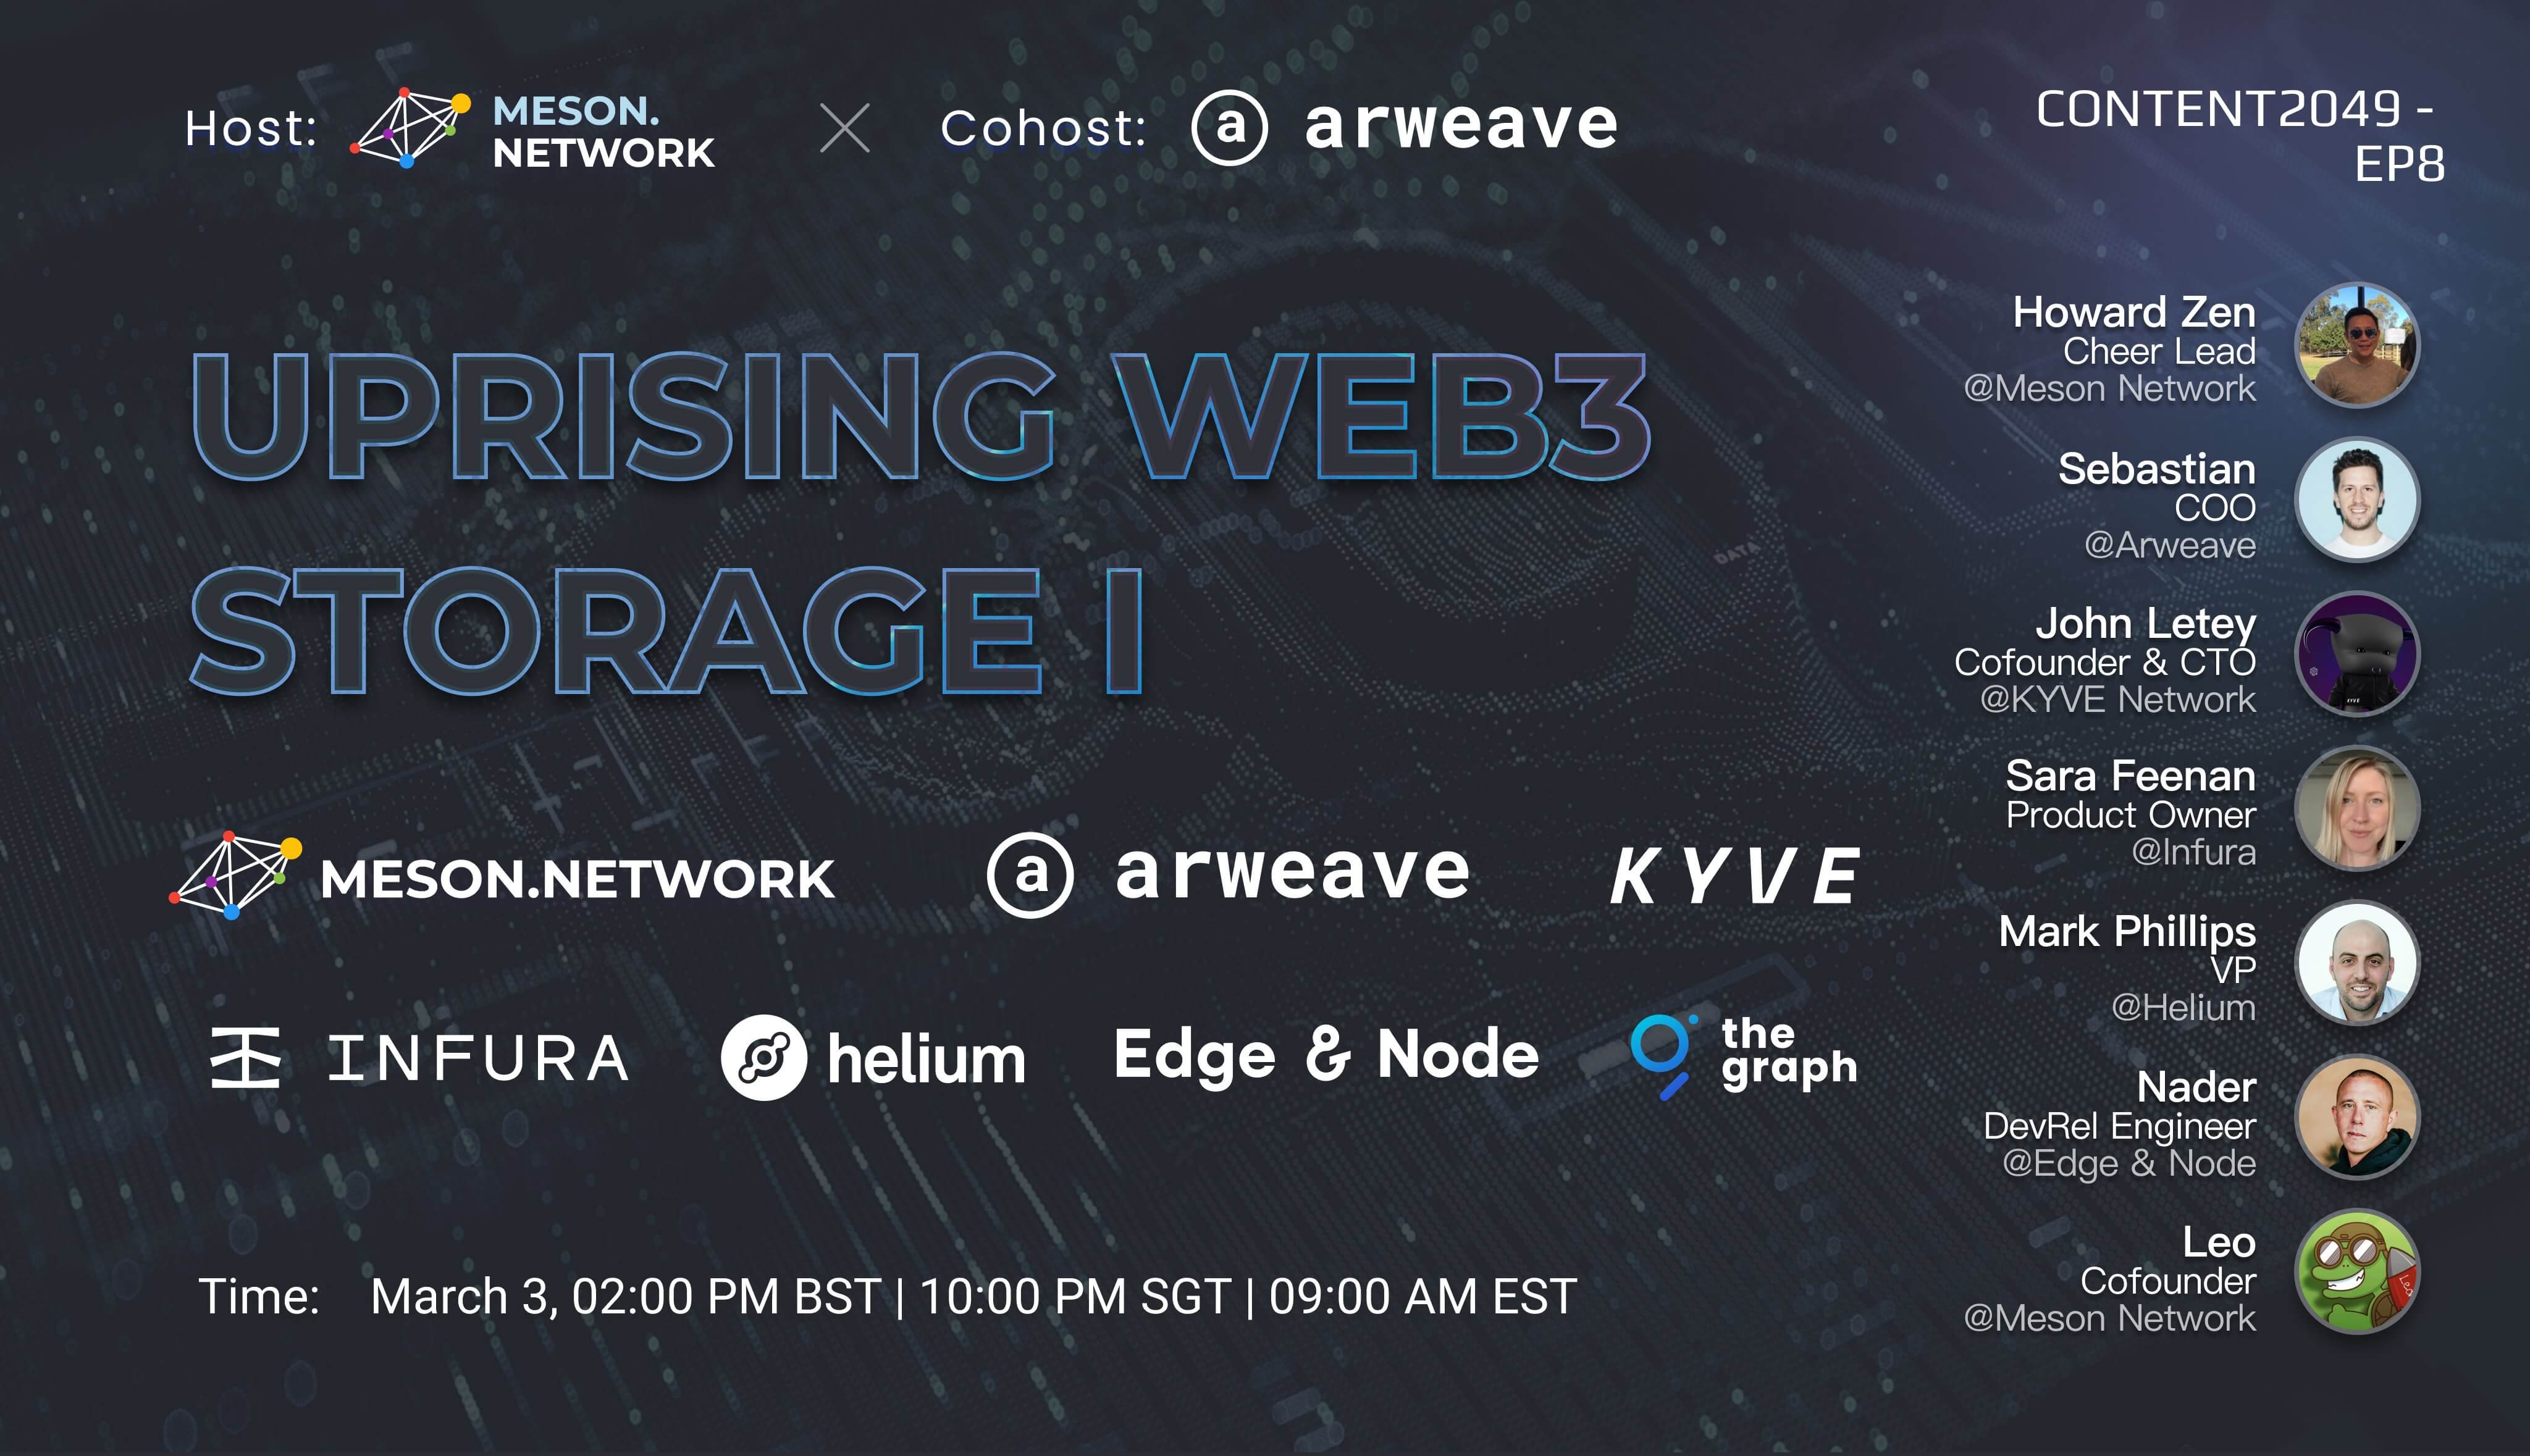 Host: MESON. NETWORK
Cohost: a arweave
CONTENT2049 -
EP8
UPRISING WEB3
STORAGE I
MESON.NETWORK
a arweave
KYVE
INFURA
helium
Edge & Node
the
graph
Time: March 3, 02:00 PM BST | 10:00 PM SGT | 09:00 AM EST
Howard Zen
Cheer Lead
@Meson Network
Sebastian
COO
@Arweave
John Letey
Cofounder & CTO
@KYVE Network
Sara Feenan
Product Owner
@Infura
Mark Phillips
VP
@Helium
Nader
DevRel Engineer
@Edge & Node
Leo
Cofounder
@Meson Network
DATA
KYVE